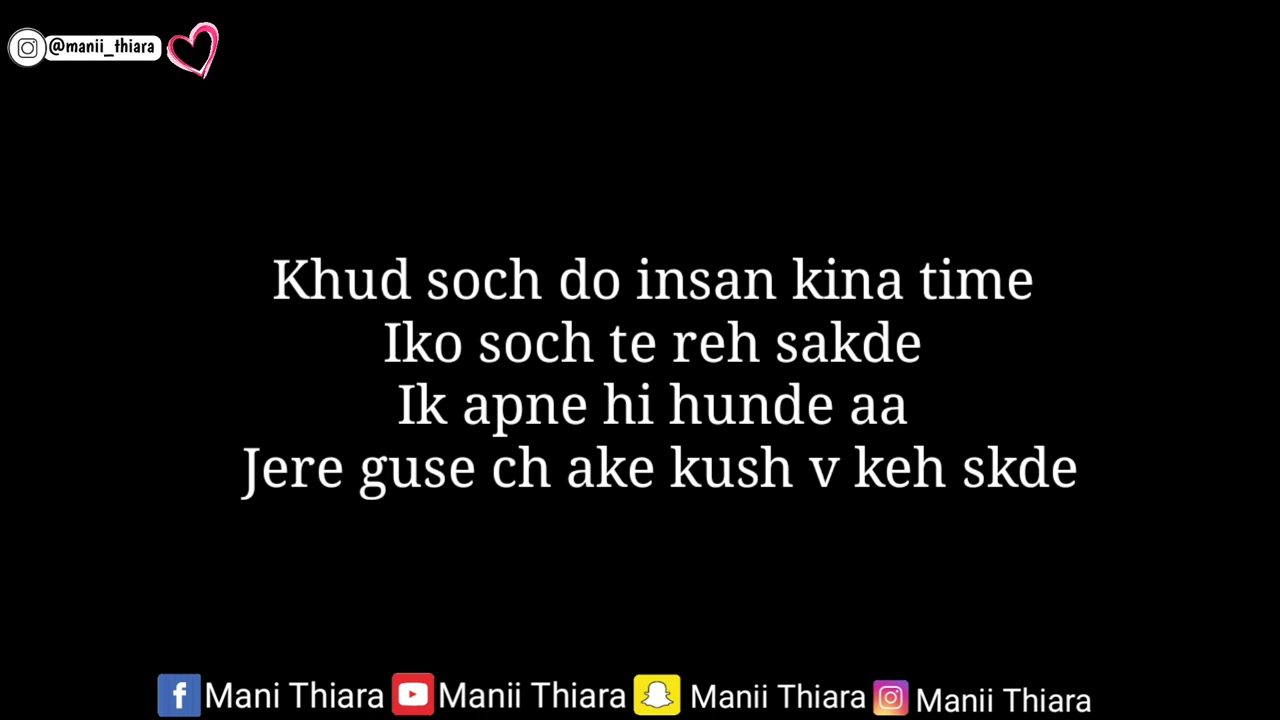 @manii_thiara
Khud soch do insan kina time
Iko soch te reh sakde
Ik apne hi hunde aa
Jere guse ch ake kush v keh skde
Mani Thiara Manii Thiara Manii Thiara Manii Thiara